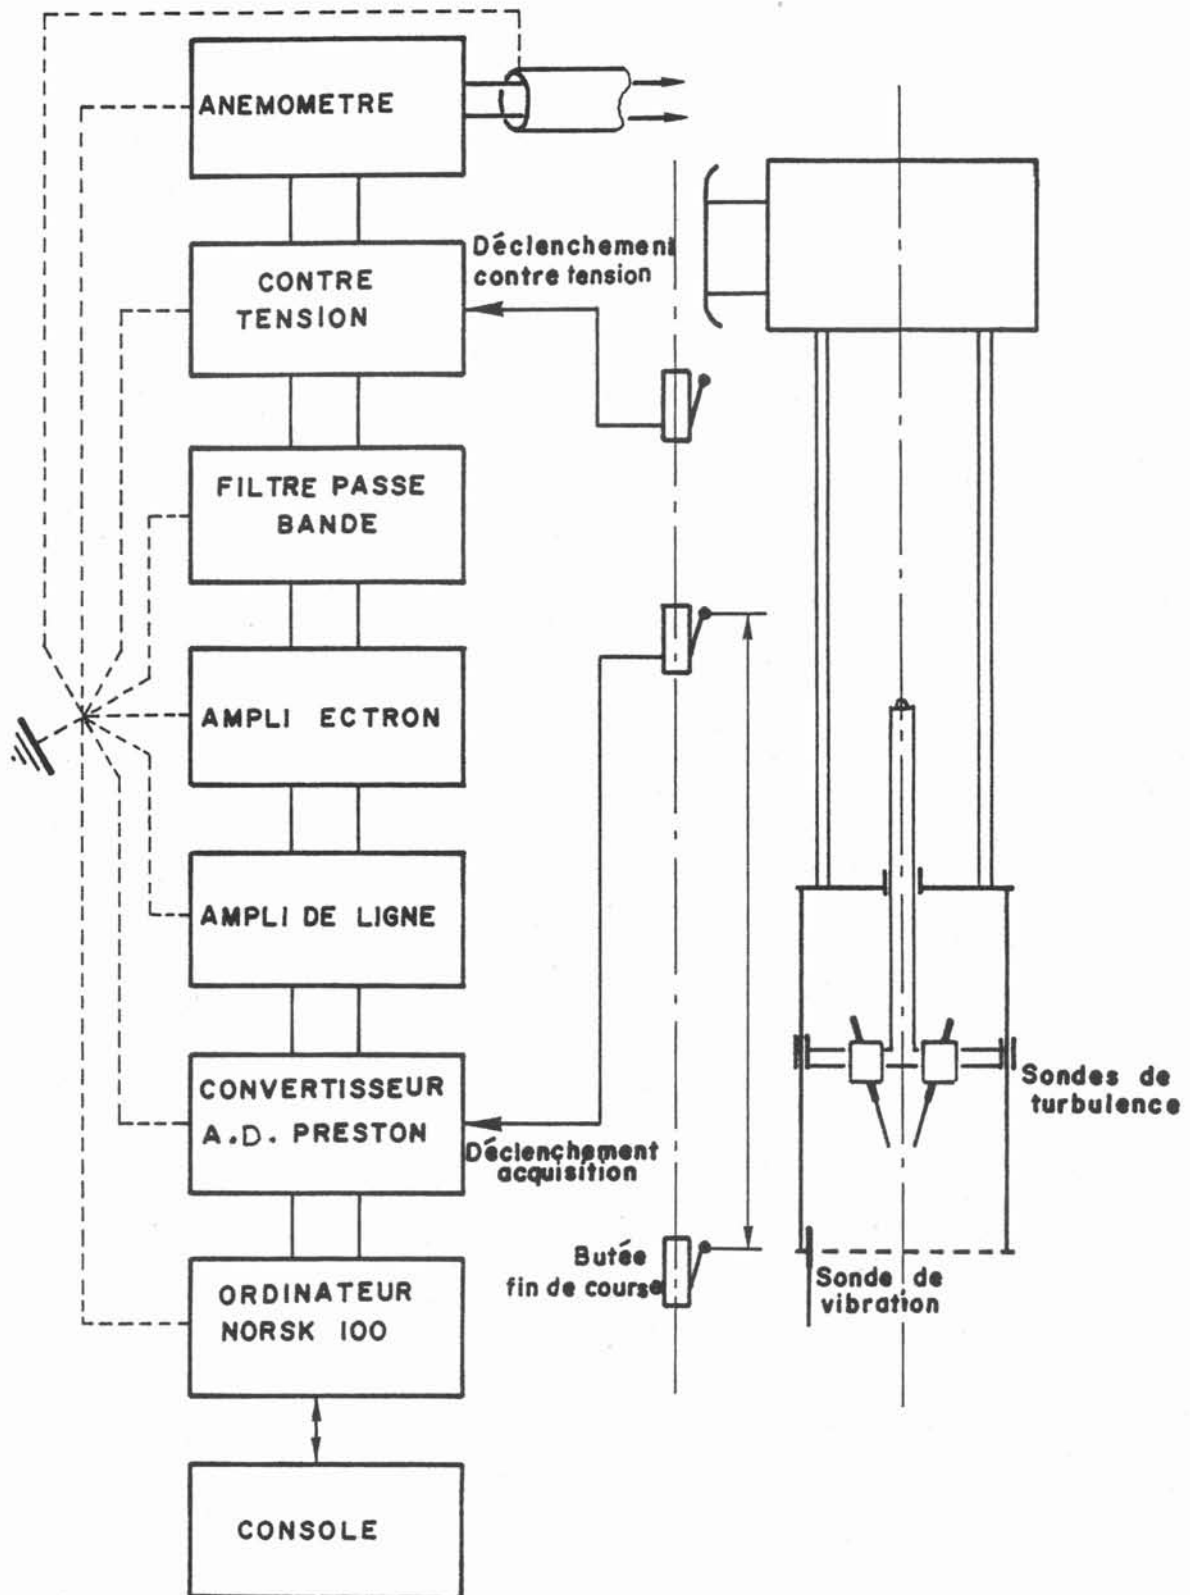 ANEMOMETRE
Déclenchement
contre tension
CONTRE
TENSION
FILTRE PASSE
BANDE
AMPLI ECTRON
AMPLI DE LIGNE
CONVERTISSEUR
A.D. PRESTON
Déclenchement
acquisition
Sondes de
turbulence
Butée
fin de course
Sonde de
vibration
ORDINATEUR
NORSK 100
CONSOLE